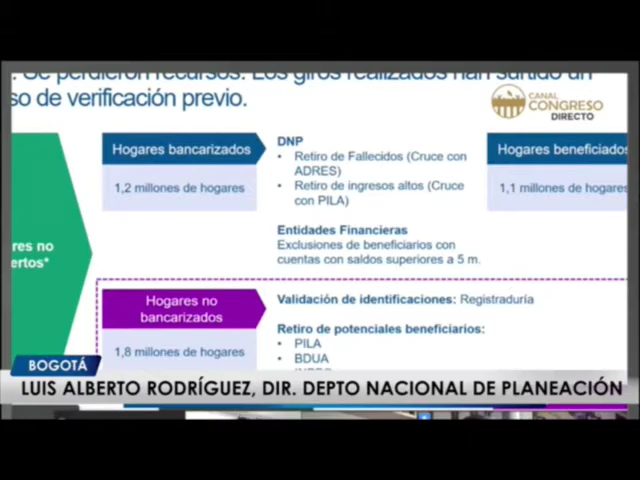 so de verificación previo.
CANAL
CONGRESO
DIRECTO
Hogares bancarizados
1,2 millones de hogares
DNP
• Retiro de Fallecidos (Cruce con
ADRES)
• Retiro de ingresos altos (Cruce
con PILA)
Hogares beneficiados
1,1 millones de hogares
Entidades Financieras
Exclusiones de beneficiarios con
cuentas con saldos superiores a 5 m.
res no
ertos*
Hogares no
bancarizados
1,8 millones de hogares
Validación de identificaciones: Registraduría
Retiro de potenciales beneficiarios:
• PILA
• BDUA
BOGOTÁ
LUIS ALBERTO RODRÍGUEZ, DIR. DEPTO NACIONAL DE PLANEACIÓN